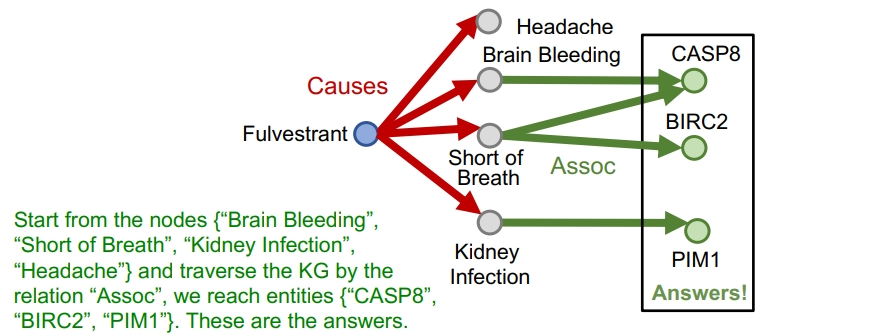 Headache
Brain Bleeding
CASP8
Causes
BIRC2
Fulvestrant
Short of
Breath
Assoc
Kidney
Infection
PIM1
Answers!
Start from the nodes {“Brain Bleeding”,
“Short of Breath”, “Kidney Infection”,
“Headache”} and traverse the KG by the
relation “Assoc”, we reach entities {“CASP8”,
“BIRC2”, “PIM1”}. These are the answers.